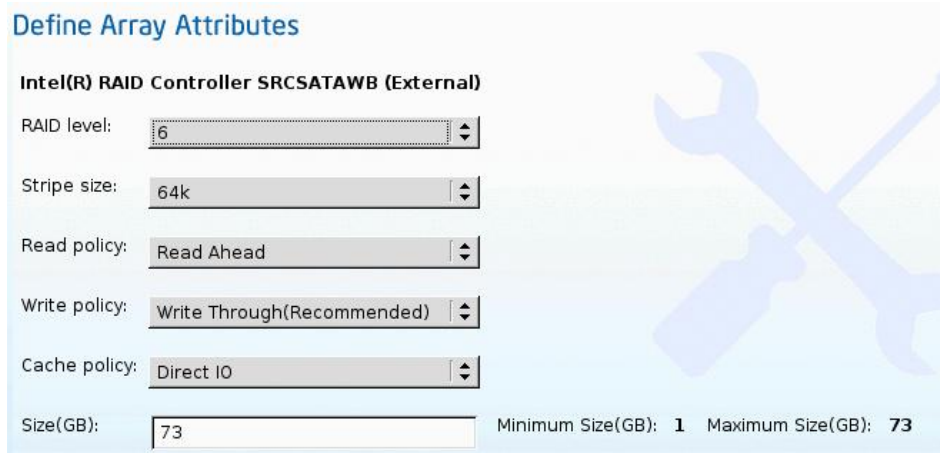 Define Array Attributes
Intel(R) RAID Controller SRCSATAWB (External)
RAID level: 6
Stripe size: 64k
Read policy: Read Ahead
Write policy: Write Through(Recommended)
Cache policy: Direct IO
Size(GB): 73 Minimum Size(GB): 1 Maximum Size(GB): 73